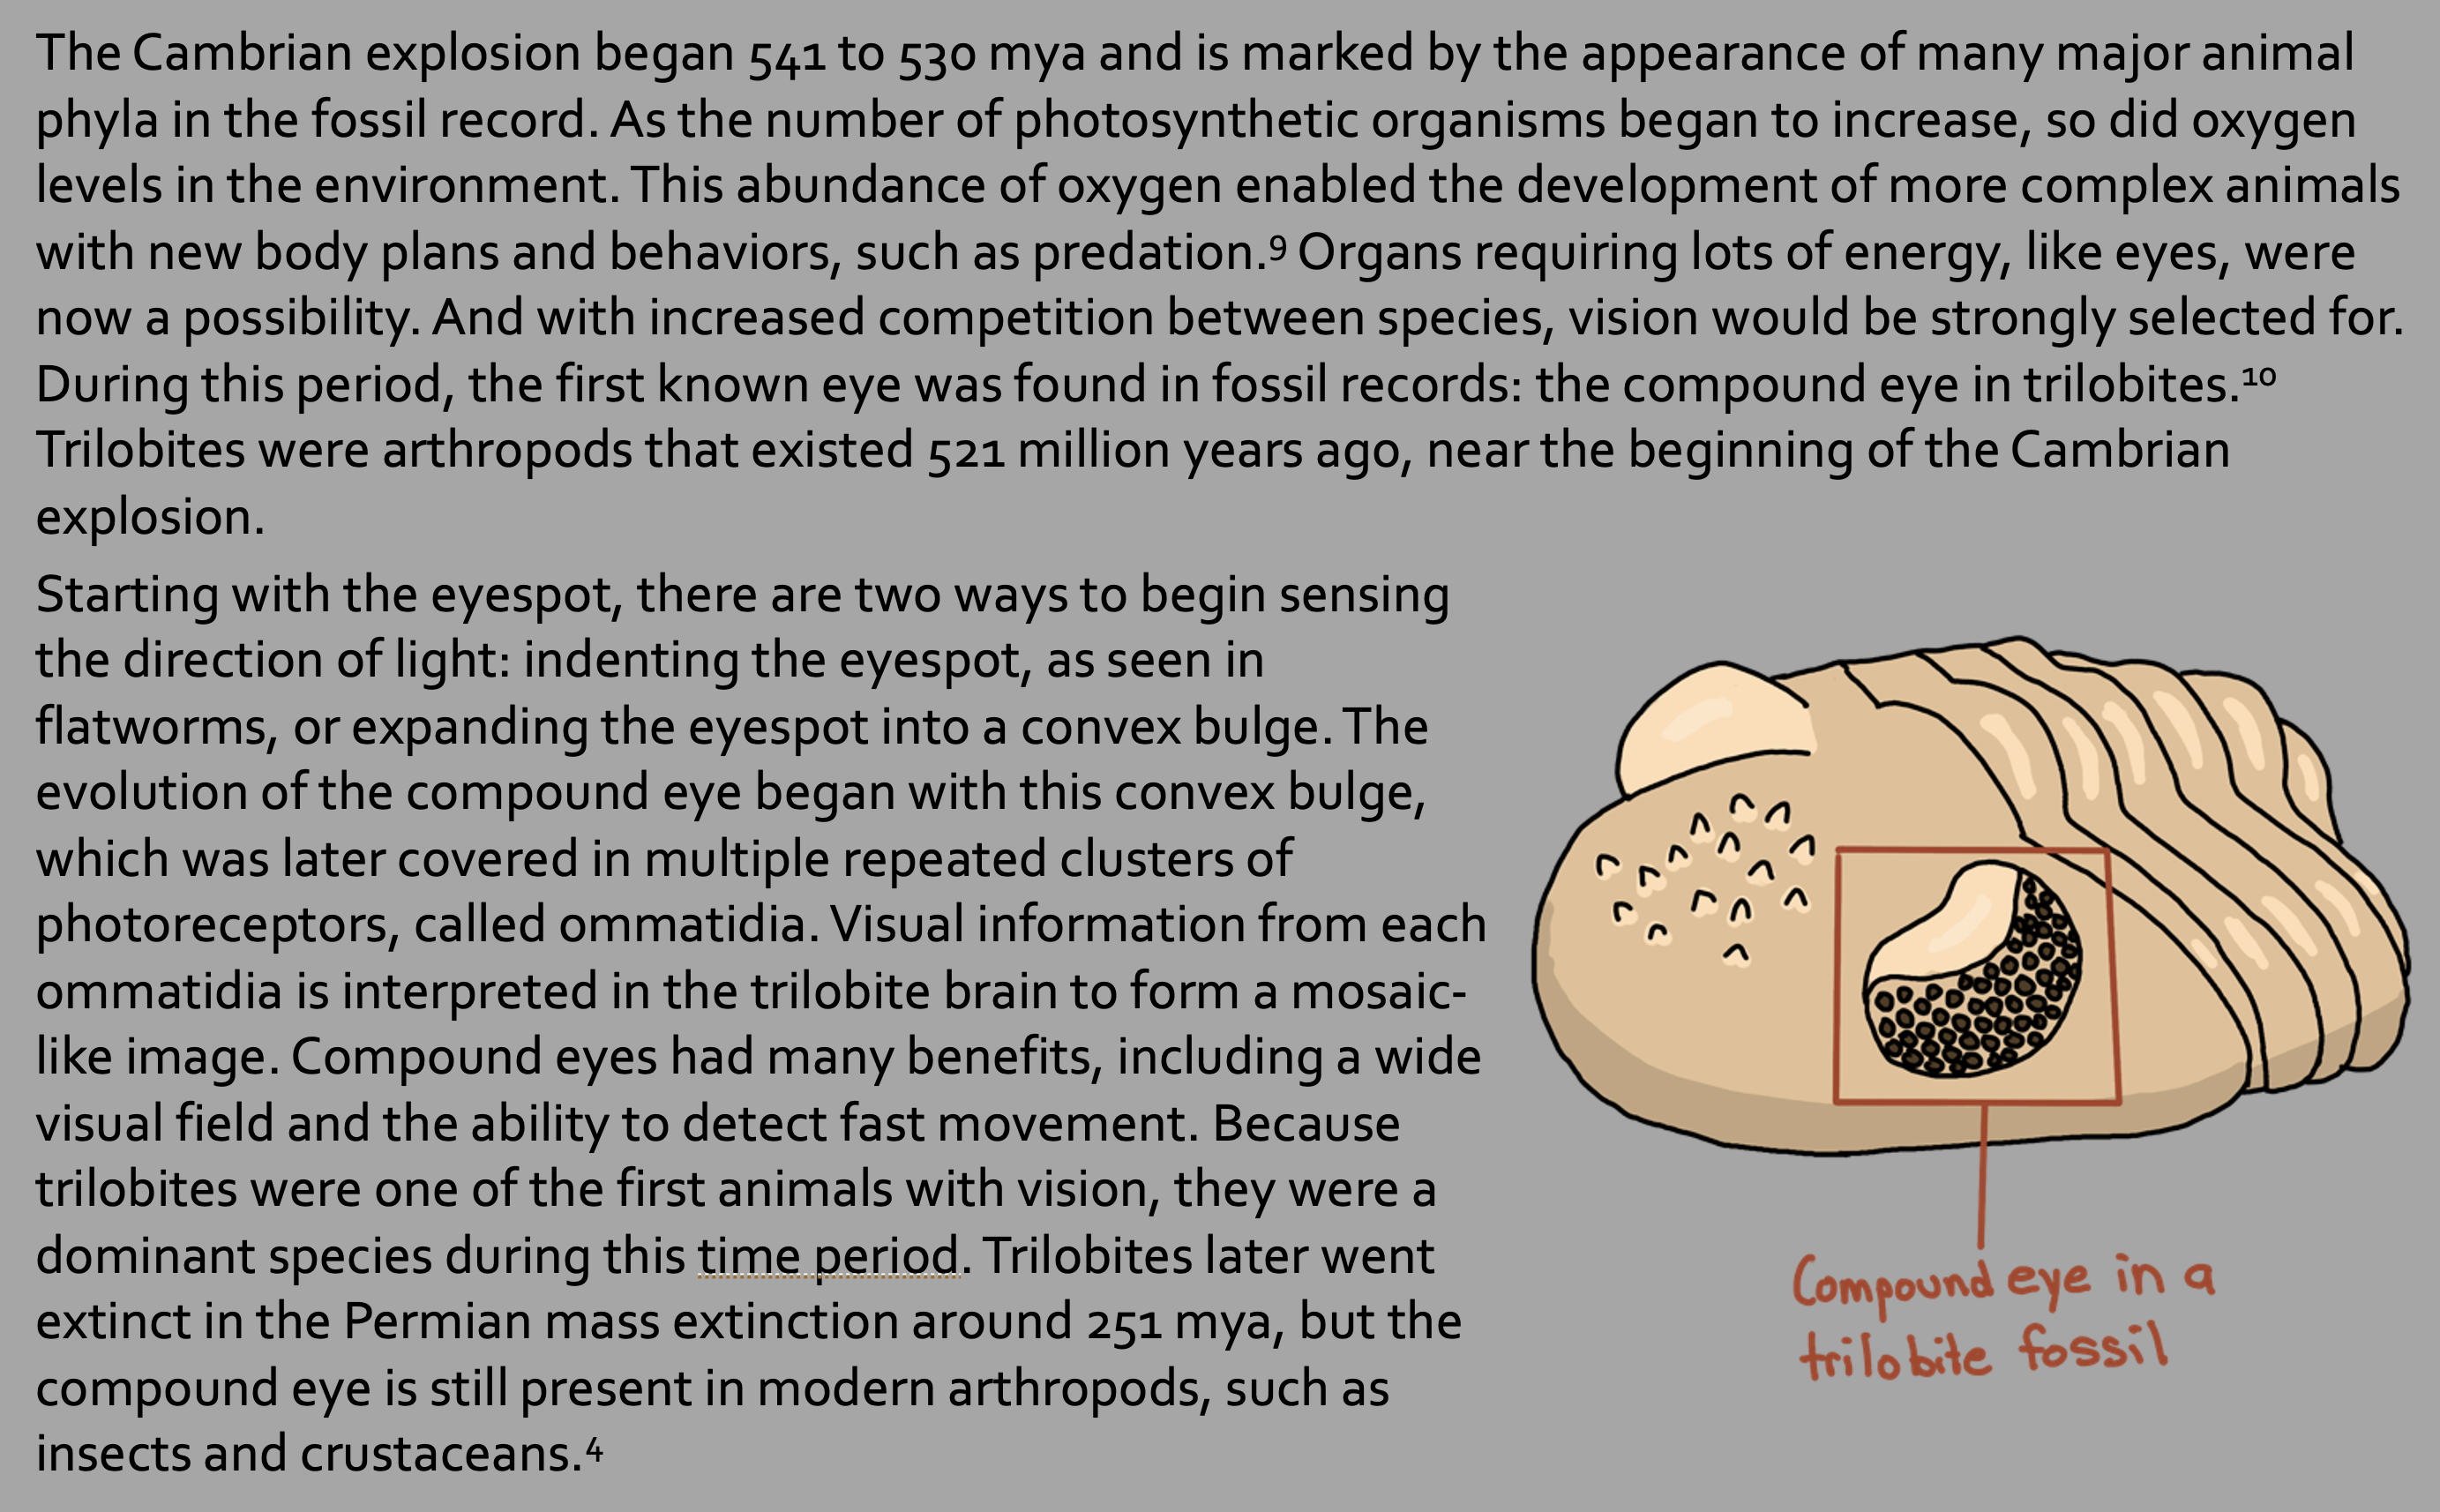 The Cambrian explosion began 541 to 530 mya and is marked by the appearance of many major animal
phyla in the fossil record. As the number of photosynthetic organisms began to increase, so did oxygen
levels in the environment. This abundance of oxygen enabled the development of more complex animals
with new body plans and behaviors, such as predation.⁹ Organs requiring lots of energy, like eyes, were
now a possibility. And with increased competition between species, vision would be strongly selected for.
During this period, the first known eye was found in fossil records: the compound eye in trilobites.¹⁰
Trilobites were arthropods that existed 521 million years ago, near the beginning of the Cambrian
explosion.
Starting with the eyespot, there are two ways to begin sensing
the direction of light: indenting the eyespot, as seen in
flatworms, or expanding the eyespot into a convex bulge. The
evolution of the compound eye began with this convex bulge,
which was later covered in multiple repeated clusters of
photoreceptors, called ommatidia. Visual information from each
ommatidia is interpreted in the trilobite brain to form a mosaic-
like image. Compound eyes had many benefits, including a wide
visual field and the ability to detect fast movement. Because
trilobites were one of the first animals with vision, they were a
dominant species during this time period. Trilobites later went
extinct in the Permian mass extinction around 251 mya, but the
compound eye is still present in modern arthropods, such as
insects and crustaceans.⁴
Compound eye in a
trilobite fossil